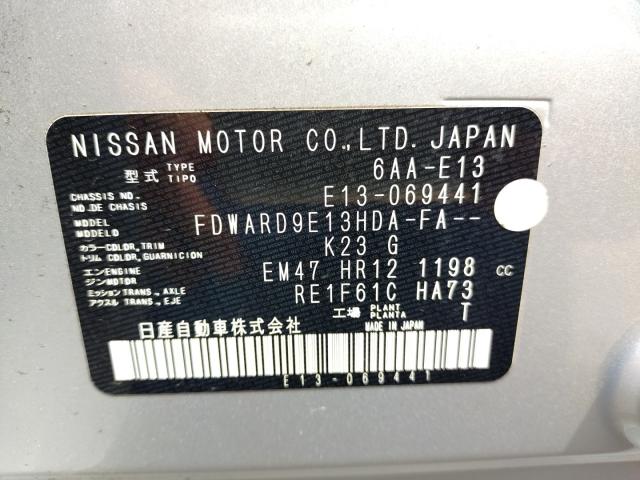 NISSAN MOTOR CO.,LTD. JAPAN
型式 TYPE TIPO 6AA-E13
CHASSIS NO. NO.DE CHASIS E13-069441
MODEL MODELO FDWARD9E13HDA-FA--
カラー COLOR, TRIM トリム COLOR, GUARNICION K23 G
エンジン ENGINE MOTOR EM47 HR12 1198 CC
ミッション TRANS., AXLE アクスル TRANS., EJE RE1F61C HA73
工場 PLANT PLANTA T
日産自動車株式会社 MADE IN JAPAN
E13-069441